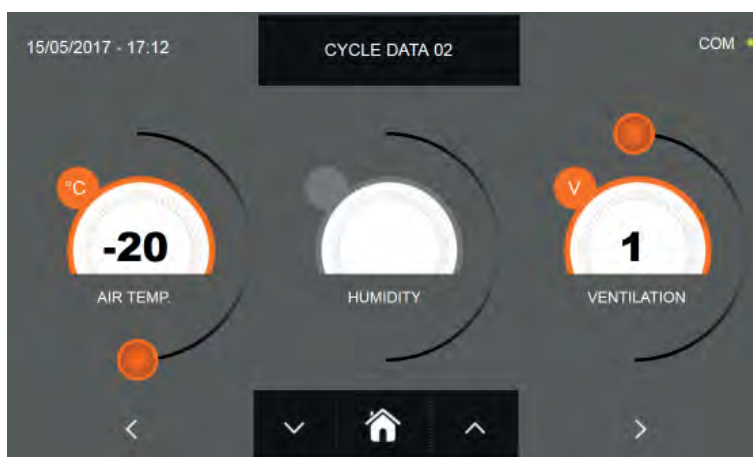 15/05/2017 - 17:12
CYCLE DATA 02
COM
°C
-20
AIR TEMP.
HUMIDITY
V
1
VENTILATION